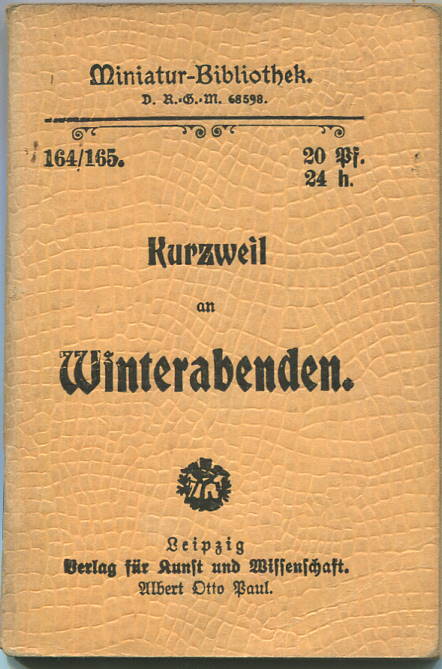 Miniatur-Bibliothek.
D. R.-G.-M. 68598.
164/165.
20 Pf.
24 h.
Kurzweil
an
Winterabenden.
Leipzig
Verlag für Kunst und Wissenschaft.
Albert Otto Paul.